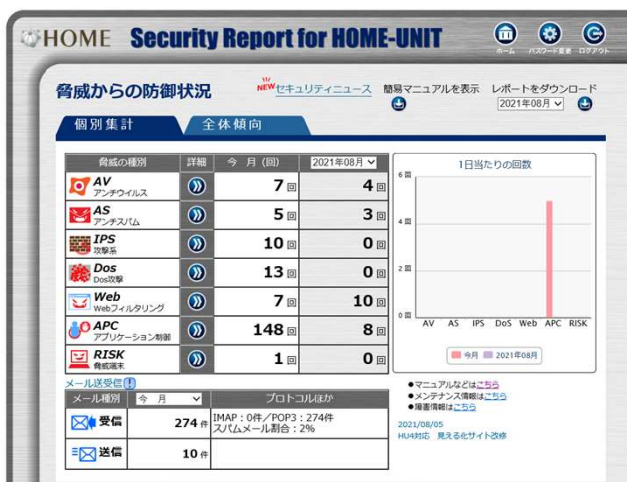 HOME Security Report for HOME-UNIT
ホーム パスワード変更 ログアウト
脅威からの防御状況
NEW セキュリティニュース
簡易マニュアルを表示
レポートをダウンロード
2021年08月
個別集計 全体傾向
脅威の種別 詳細 今 月 (回) 2021年08月
AV アンチウイルス 7回 4回
AS アンチスパム 5回 3回
IPS 攻撃系 10回 0回
Dos Dos攻撃 13回 0回
Web Webフィルタリング 7回 10回
APC アプリケーション制御 148回 8回
RISK 脅威端末 1回 0回
1日当たりの回数
6回
4回
2回
0回
AV AS IPS DoS Web APC RISK
今月 2021年08月
メール送受信 !
メール種別 今 月 プロトコルほか
受信 274件 IMAP:0件/POP3:274件
スパムメール割合:2%
送信 10件
●マニュアルなどはこちら
●メンテナンス情報はこちら
●障害情報はこちら
2021/08/05
HU4対応 見える化サイト改修